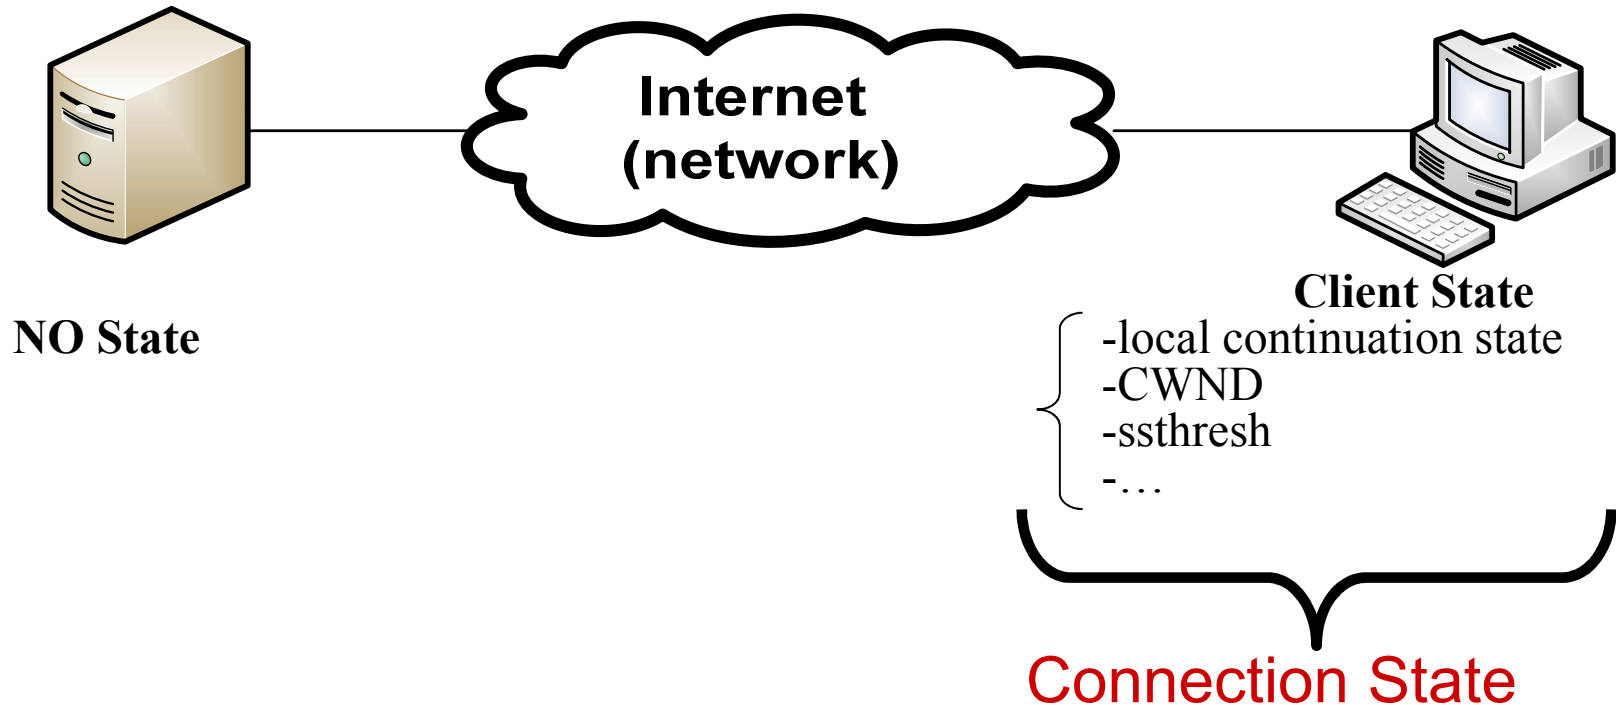 Internet
(network)
NO State
Client State
-local continuation state
-CWND
-ssthresh
-…
Connection State